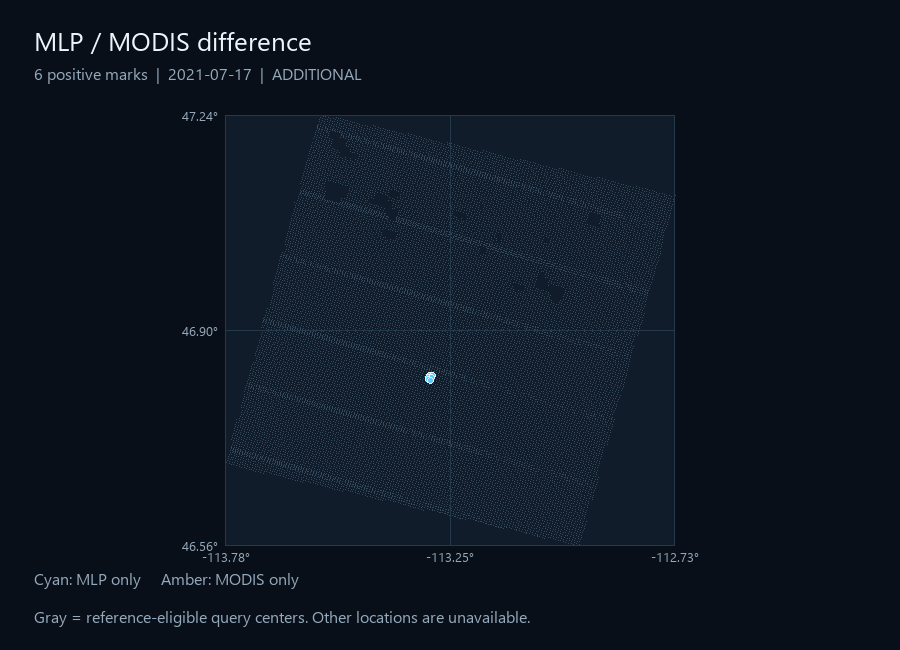 MLP / MODIS difference
6 positive marks | 2021-07-17 | ADDITIONAL
47.24°
46.90°
46.56°
-113.78° -113.25° -112.73°
Cyan: MLP only Amber: MODIS only
Gray = reference-eligible query centers. Other locations are unavailable.